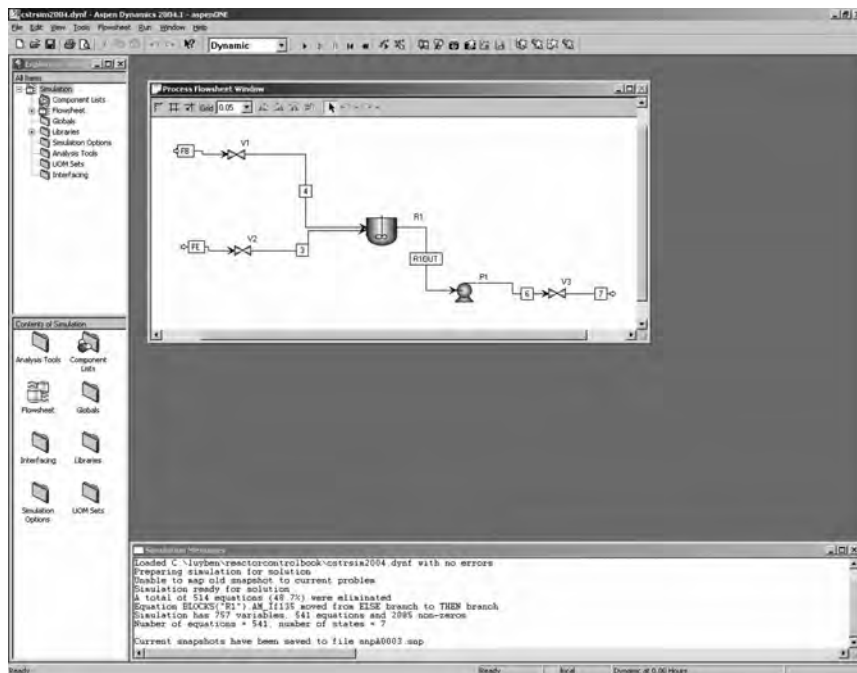 cstrsim2004.dynf - Aspen Dynamics 2004.1 - aspenONE
File Edit View Tools Flowsheet Run Window Help
Dynamic
Explorer
All Items
Simulation
Component Lists
Flowsheet
Globals
Libraries
Simulation Options
Analysis Tools
UOM Sets
Interfacing
Process Flowsheet Window
Grid 0.05
FB
V1
4
FE
V2
3
R1
R1OUT
P1
6
V3
7
Contents of Simulation
Analysis Tools
Component Lists
Flowsheet
Globals
Interfacing
Libraries
Simulation Options
UOM Sets
Simulation Messages
Loaded C:\luyben\reactorcontrolbook\cstrsim2004.dynf with no errors
Preparing simulation for solution
Unable to map old snapshot to current problem
Simulation ready for solution
A total of 514 equations (48.7%) were eliminated
Equation BLOCKS("R1").AM_If135 moved from ELSE branch to THEN branch
Simulation has 757 variables, 541 equations and 2085 non-zeros
Number of equations = 541, number of states = 7
Current snapshots have been saved to file snpA0003.snp
Ready
Ready
local
Dynamic at 0.06 Hours